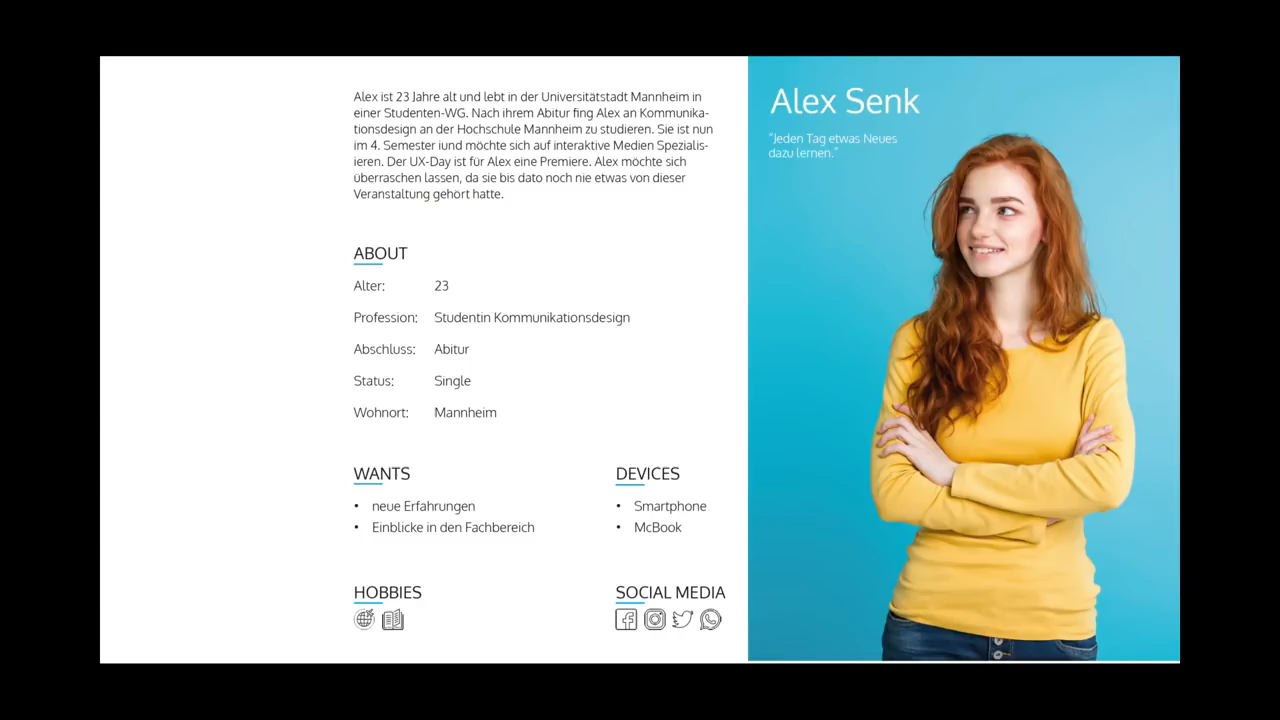 Alex ist 23 Jahre alt und lebt in der Universitätstadt Mannheim in
einer Studenten-WG. Nach ihrem Abitur fing Alex an Kommunika-
tionsdesign an der Hochschule Mannheim zu studieren. Sie ist nun
im 4. Semester iund möchte sich auf interaktive Medien Spezialis-
ieren. Der UX-Day ist für Alex eine Premiere. Alex möchte sich
überraschen lassen, da sie bis dato noch nie etwas von dieser
Veranstaltung gehört hatte.
ABOUT
Alter: 23
Profession: Studentin Kommunikationsdesign
Abschluss: Abitur
Status: Single
Wohnort: Mannheim
WANTS
• neue Erfahrungen
• Einblicke in den Fachbereich
DEVICES
• Smartphone
• McBook
HOBBIES
SOCIAL MEDIA
Alex Senk
"Jeden Tag etwas Neues
dazu lernen."